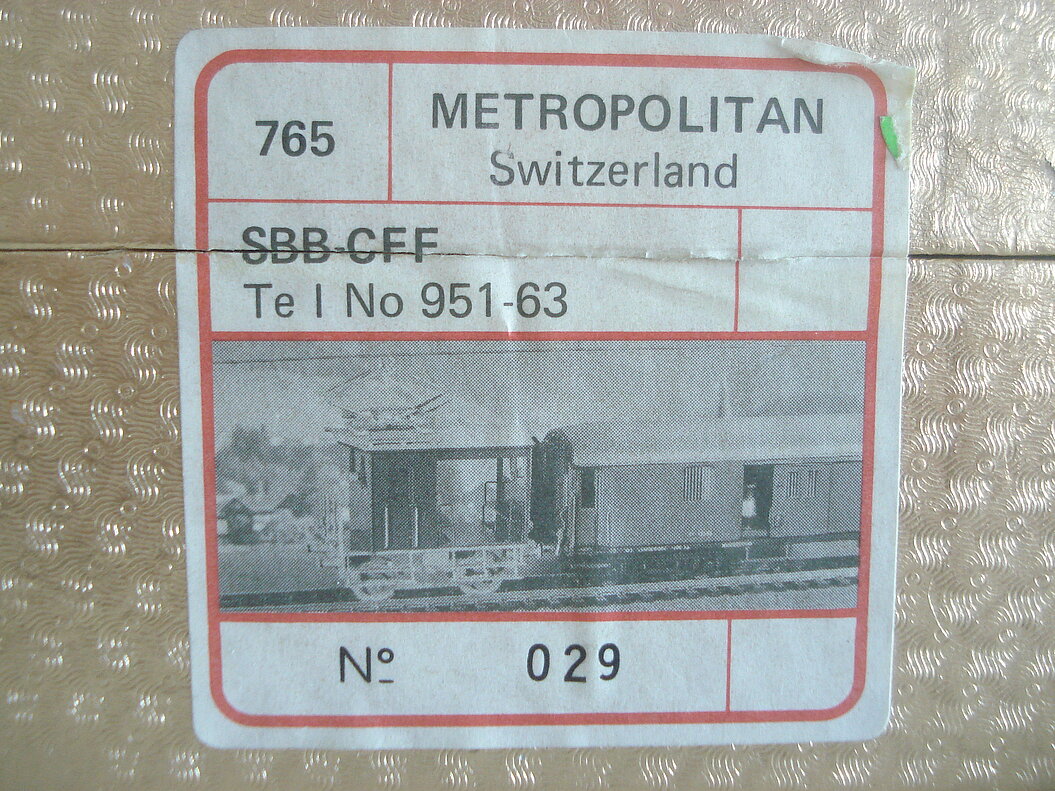 765
METROPOLITAN
Switzerland
SBB-CFF
Te I No 951-63
Nº 029